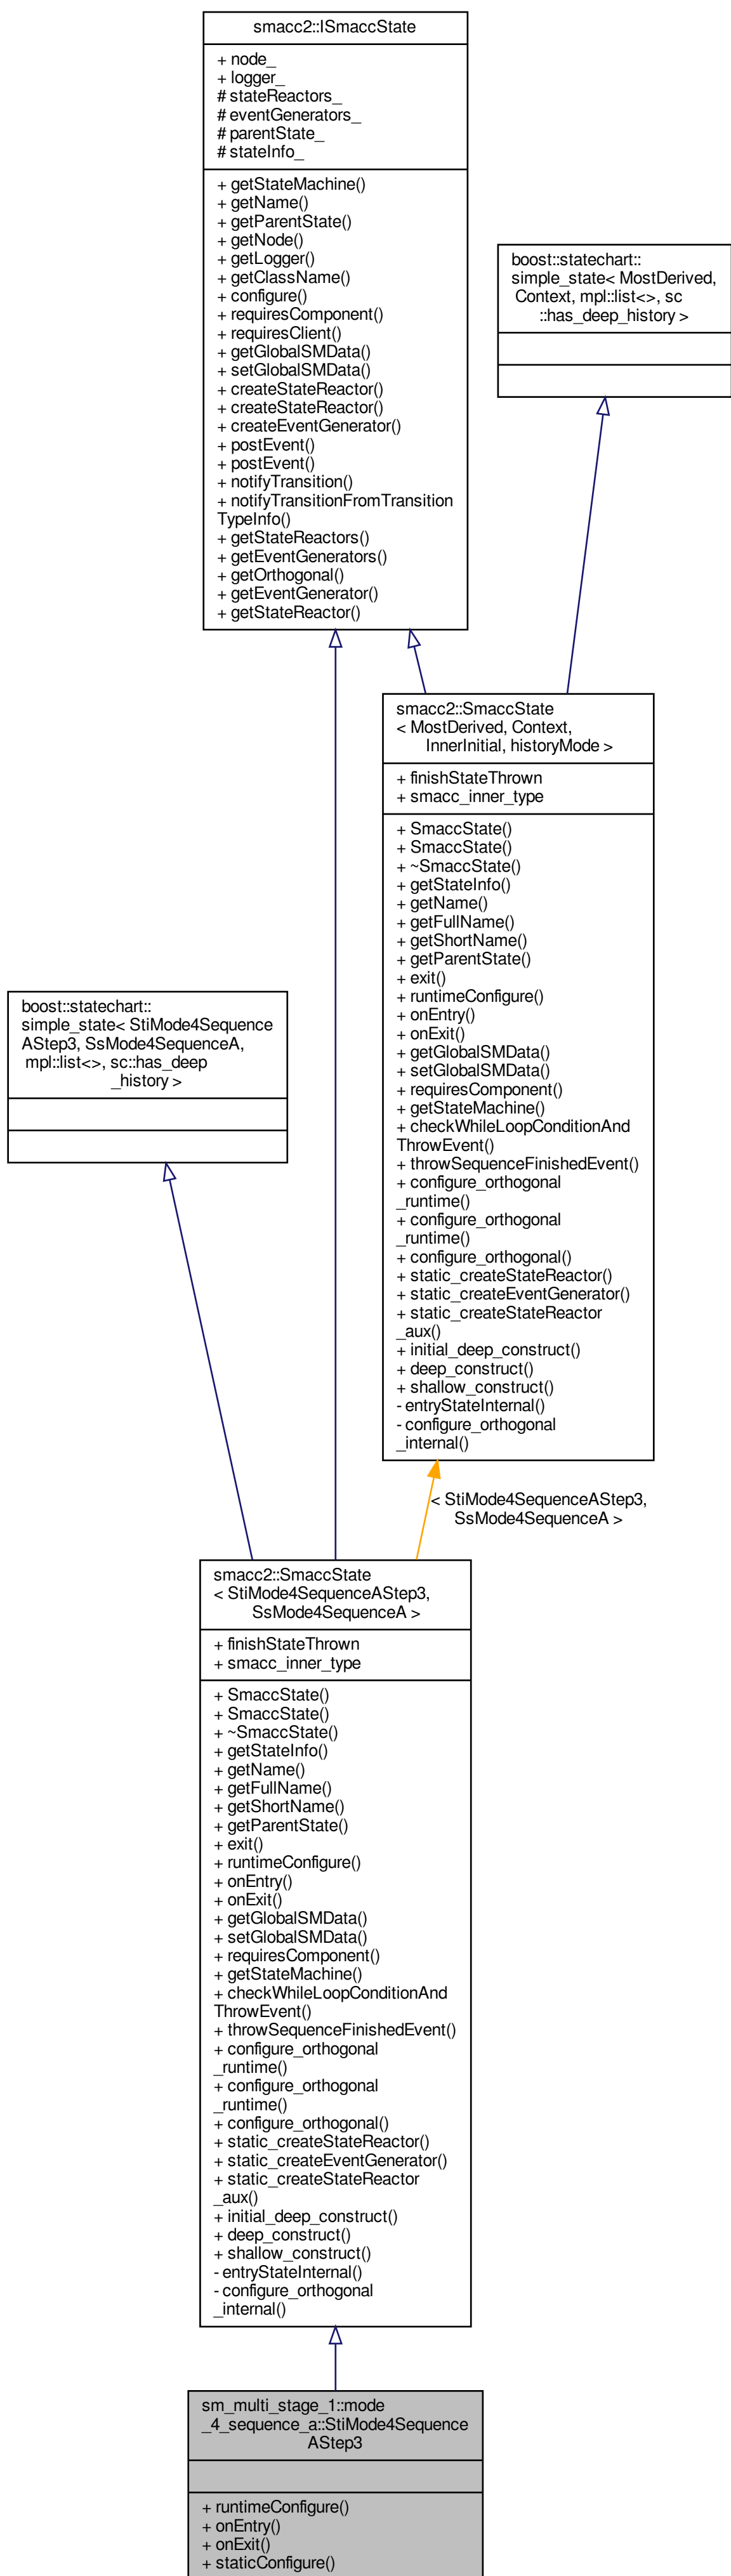 smacc2::ISmaccState
+ node_
+ logger_
# stateReactors_
# eventGenerators_
# parentState_
# stateInfo_
+ getStateMachine()
+ getName()
+ getParentState()
+ getNode()
+ getLogger()
+ getClassName()
+ configure()
+ requiresComponent()
+ requiresClient()
+ getGlobalSMData()
+ setGlobalSMData()
+ createStateReactor()
+ createStateReactor()
+ createEventGenerator()
+ postEvent()
+ postEvent()
+ notifyTransition()
+ notifyTransitionFromTransition
TypeInfo()
+ getStateReactors()
+ getEventGenerators()
+ getOrthogonal()
+ getEventGenerator()
+ getStateReactor()
boost::statechart::
simple_state< MostDerived,
Context, mpl::list<>, sc
::has_deep_history >
smacc2::SmaccState
< MostDerived, Context,
InnerInitial, historyMode >
+ finishStateThrown
+ smacc_inner_type
+ SmaccState()
+ SmaccState()
+ ~SmaccState()
+ getStateInfo()
+ getName()
+ getFullName()
+ getShortName()
+ getParentState()
+ exit()
+ runtimeConfigure()
+ onEntry()
+ onExit()
+ getGlobalSMData()
+ setGlobalSMData()
+ requiresComponent()
+ getStateMachine()
+ checkWhileLoopConditionAnd
ThrowEvent()
+ throwSequenceFinishedEvent()
+ configure_orthogonal
_runtime()
+ configure_orthogonal
_runtime()
+ configure_orthogonal()
+ static_createStateReactor()
+ static_createEventGenerator()
+ static_createStateReactor
_aux()
+ initial_deep_construct()
+ deep_construct()
+ shallow_construct()
- entryStateInternal()
- configure_orthogonal
_internal()
boost::statechart::
simple_state< StiMode4Sequence
AStep3, SsMode4SequenceA,
mpl::list<>, sc::has_deep
_history >
< StiMode4SequenceAStep3,
SsMode4SequenceA >
smacc2::SmaccState
< StiMode4SequenceAStep3,
SsMode4SequenceA >
+ finishStateThrown
+ smacc_inner_type
+ SmaccState()
+ SmaccState()
+ ~SmaccState()
+ getStateInfo()
+ getName()
+ getFullName()
+ getShortName()
+ getParentState()
+ exit()
+ runtimeConfigure()
+ onEntry()
+ onExit()
+ getGlobalSMData()
+ setGlobalSMData()
+ requiresComponent()
+ getStateMachine()
+ checkWhileLoopConditionAnd
ThrowEvent()
+ throwSequenceFinishedEvent()
+ configure_orthogonal
_runtime()
+ configure_orthogonal
_runtime()
+ configure_orthogonal()
+ static_createStateReactor()
+ static_createEventGenerator()
+ static_createStateReactor
_aux()
+ initial_deep_construct()
+ deep_construct()
+ shallow_construct()
- entryStateInternal()
- configure_orthogonal
_internal()
sm_multi_stage_1::mode
_4_sequence_a::StiMode4Sequence
AStep3
+ runtimeConfigure()
+ onEntry()
+ onExit()
+ staticConfigure()